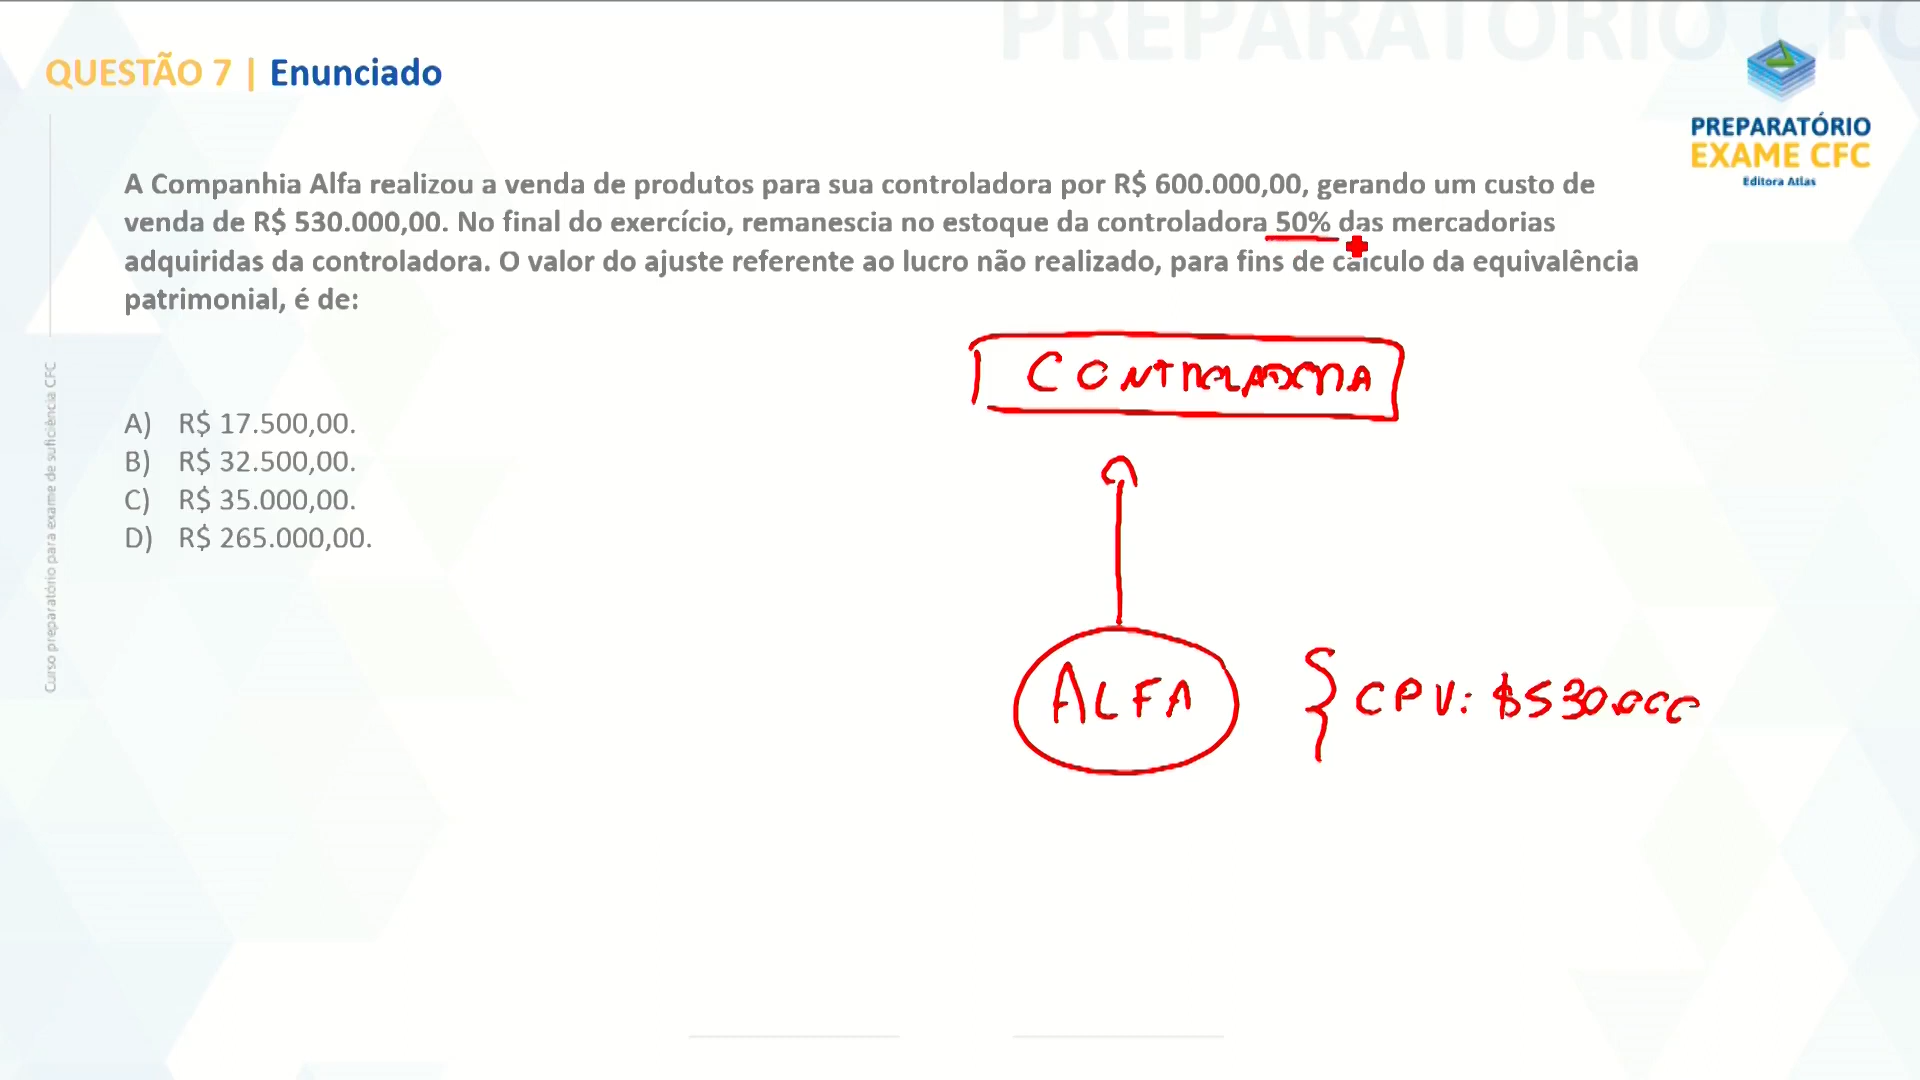 PREPARATÓRIO CFC
QUESTÃO 7 | Enunciado
PREPARATÓRIO
EXAME CFC
Editora Atlas
A Companhia Alfa realizou a venda de produtos para sua controladora por R$ 600.000,00, gerando um custo de
venda de R$ 530.000,00. No final do exercício, remanescia no estoque da controladora 50% das mercadorias
adquiridas da controladora. O valor do ajuste referente ao lucro não realizado, para fins de cálculo da equivalência
patrimonial, é de:
CONTROLADORA
A) R$ 17.500,00.
B) R$ 32.500,00.
C) R$ 35.000,00.
D) R$ 265.000,00.
ALFA
CPV: $530.000
Curso preparatório para exame de suficiência CFC